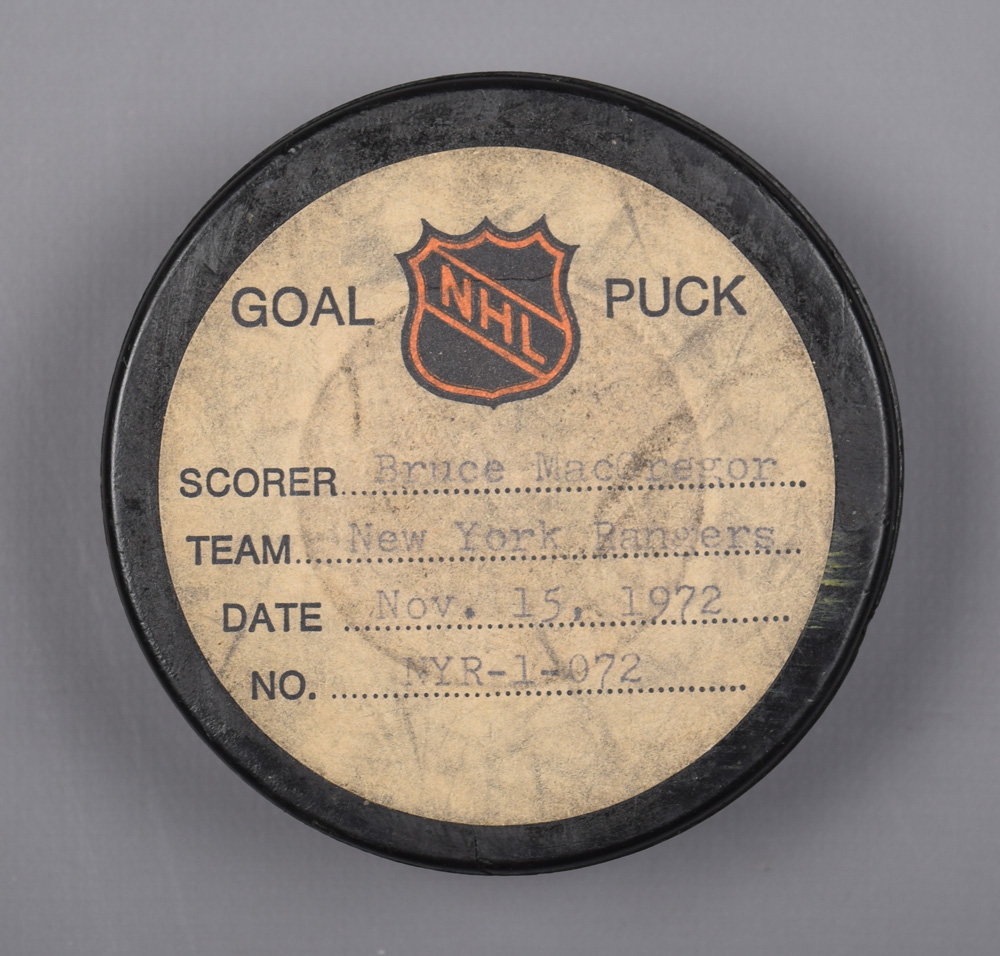 GOAL NHL PUCK
SCORER Bruce MacGregor
TEAM New York Rangers
DATE Nov. 15, 1972
NO. NYR-1-072